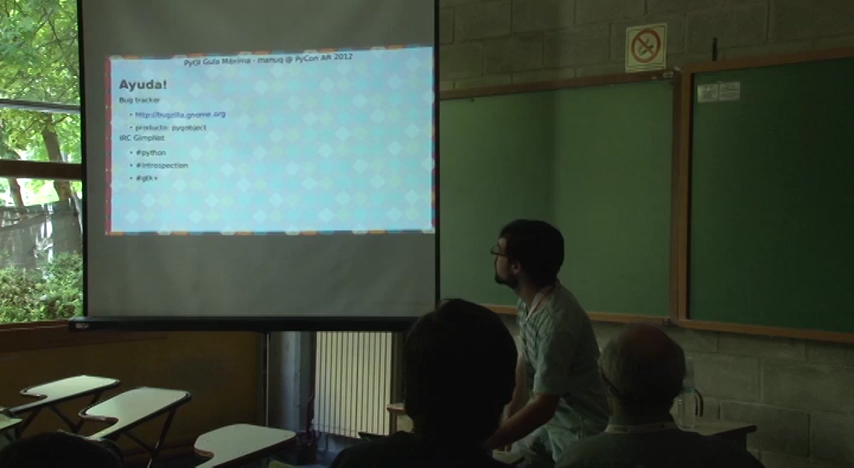 PyGI Guía Máxima - manuq @ PyCon AR 2012
Ayuda!
Bug tracker
• http://bugzilla.gnome.org
• producto: pygobject
IRC GimpNet
• #python
• #introspection
• #gtk+